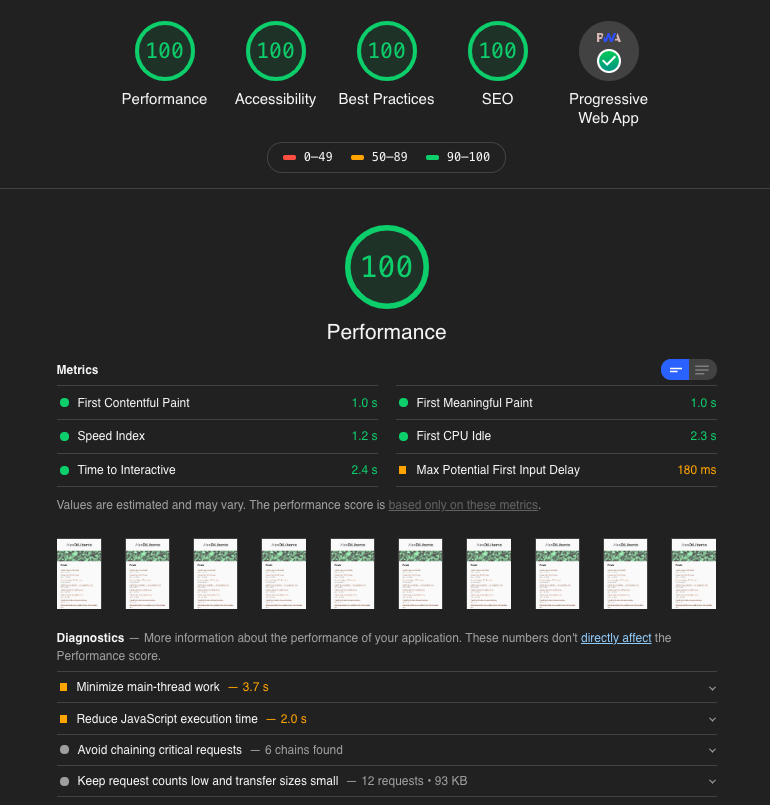 100 100 100 100 PWA
Performance Accessibility Best Practices SEO Progressive
Web App
0–49 50–89 90–100
100
Performance
Metrics
First Contentful Paint 1.0 s First Meaningful Paint 1.0 s
Speed Index 1.2 s First CPU Idle 2.3 s
Time to Interactive 2.4 s Max Potential First Input Delay 180 ms
Values are estimated and may vary. The performance score is based only on these metrics.
Diagnostics — More information about the performance of your application. These numbers don't directly affect the
Performance score.
Minimize main-thread work — 3.7 s
Reduce JavaScript execution time — 2.0 s
Avoid chaining critical requests — 6 chains found
Keep request counts low and transfer sizes small — 12 requests • 93 KB